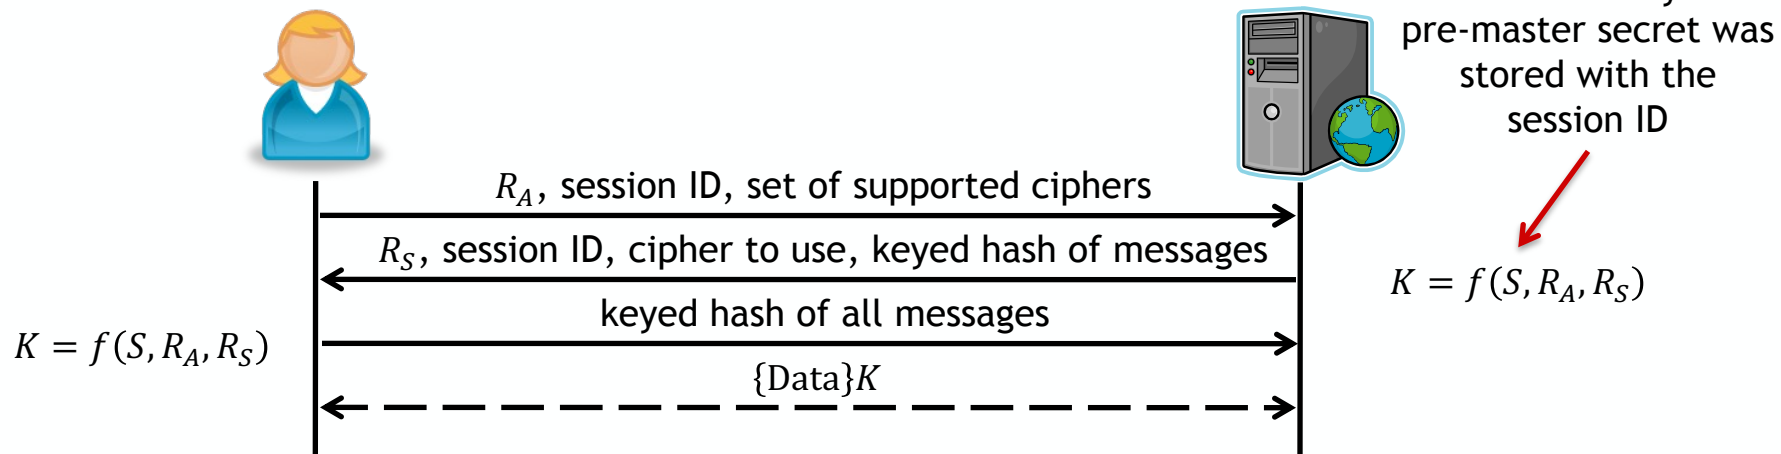 pre-master secret was
stored with the
session ID
R_A, session ID, set of supported ciphers
R_S, session ID, cipher to use, keyed hash of messages
K = f(S, R_A, R_S)
keyed hash of all messages
K = f(S, R_A, R_S)
{Data}K